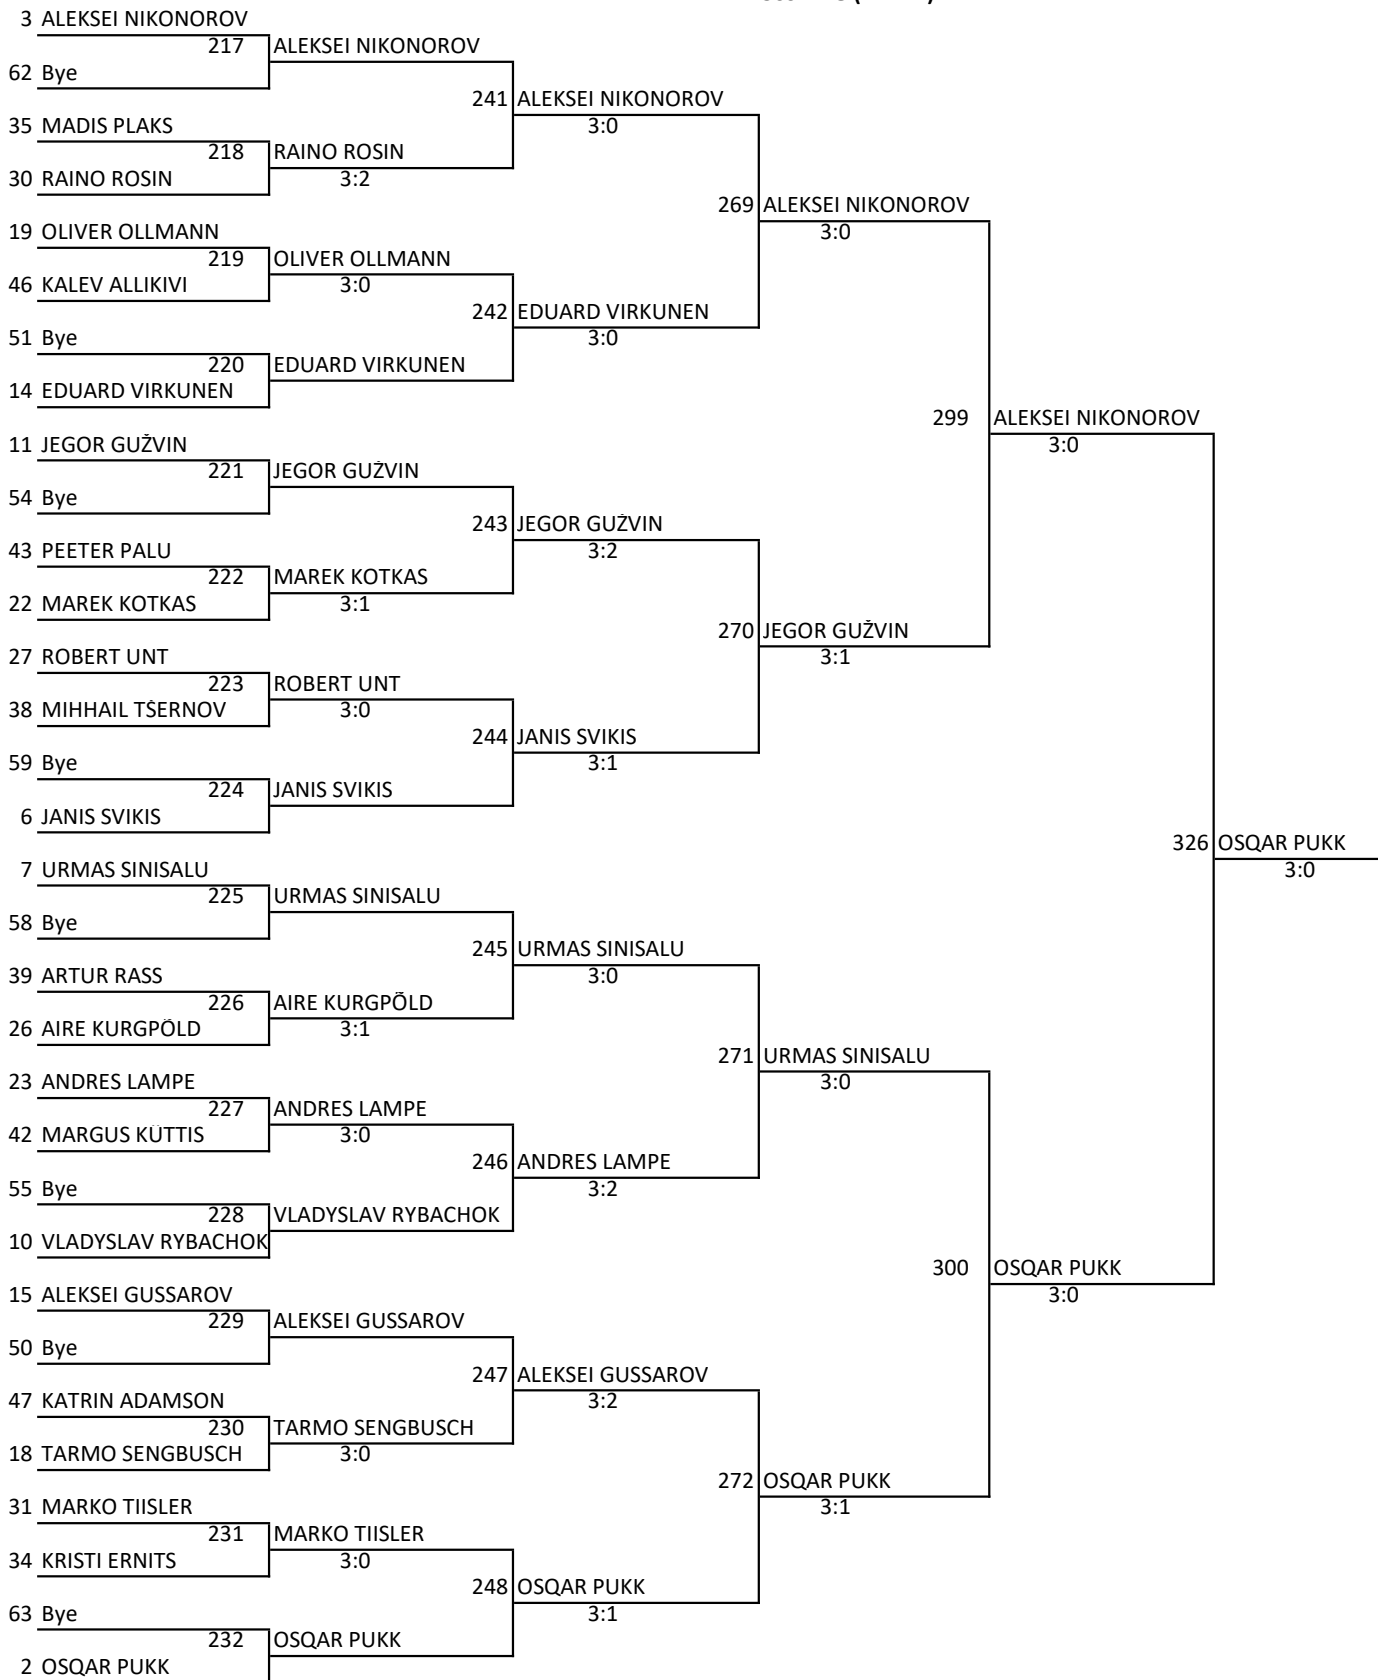 3 ALEKSEI NIKONOROV
217 ALEKSEI NIKONOROV
62 Bye
241 ALEKSEI NIKONOROV
3:0
35 MADIS PLAKS
218 RAINO ROSIN
3:2
30 RAINO ROSIN
269 ALEKSEI NIKONOROV
3:0
19 OLIVER OLLMANN
219 OLIVER OLLMANN
3:0
46 KALEV ALLIKIVI
242 EDUARD VIRKUNEN
3:0
51 Bye
220 EDUARD VIRKUNEN
14 EDUARD VIRKUNEN
299 ALEKSEI NIKONOROV
3:0
11 JEGOR GUŽVIN
221 JEGOR GUŽVIN
54 Bye
243 JEGOR GUŽVIN
3:2
43 PEETER PALU
222 MAREK KOTKAS
3:1
22 MAREK KOTKAS
270 JEGOR GUŽVIN
3:1
27 ROBERT UNT
223 ROBERT UNT
3:0
38 MIHHAIL TŠERNOV
244 JANIS SVIKIS
3:1
59 Bye
224 JANIS SVIKIS
6 JANIS SVIKIS
326 OSQAR PUKK
3:0
7 URMAS SINISALU
225 URMAS SINISALU
58 Bye
245 URMAS SINISALU
3:0
39 ARTUR RASS
226 AIRE KURGPÕLD
3:1
26 AIRE KURGPÕLD
271 URMAS SINISALU
3:0
23 ANDRES LAMPE
227 ANDRES LAMPE
3:0
42 MARGUS KÜTTIS
246 ANDRES LAMPE
3:2
55 Bye
228 VLADYSLAV RYBACHOK
10 VLADYSLAV RYBACHOK
300 OSQAR PUKK
3:0
15 ALEKSEI GUSSAROV
229 ALEKSEI GUSSAROV
50 Bye
247 ALEKSEI GUSSAROV
3:2
47 KATRIN ADAMSON
230 TARMO SENGBUSCH
3:0
18 TARMO SENGBUSCH
272 OSQAR PUKK
3:1
31 MARKO TIISLER
231 MARKO TIISLER
3:0
34 KRISTI ERNITS
248 OSQAR PUKK
3:1
63 Bye
232 OSQAR PUKK
2 OSQAR PUKK